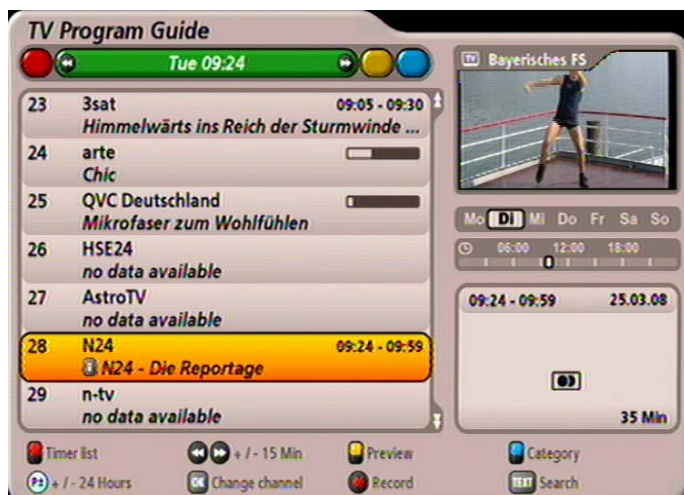 TV Program Guide
Tue 09:24
23 3sat 09:05 - 09:30
Himmelwärts ins Reich der Sturmwinde ...
24 arte
Chic
25 QVC Deutschland
Mikrofaser zum Wohlfühlen
26 HSE24
no data available
27 AstroTV
no data available
28 N24 09:24 - 09:59
N24 - Die Reportage
29 n-tv
no data available
TV Bayerisches FS
Mo Di Mi Do Fr Sa So
06:00 12:00 18:00
09:24 - 09:59 25.03.08
35 Min
Timer list + / - 15 Min Preview Category
P± + / - 24 Hours OK Change channel Record TEXT Search